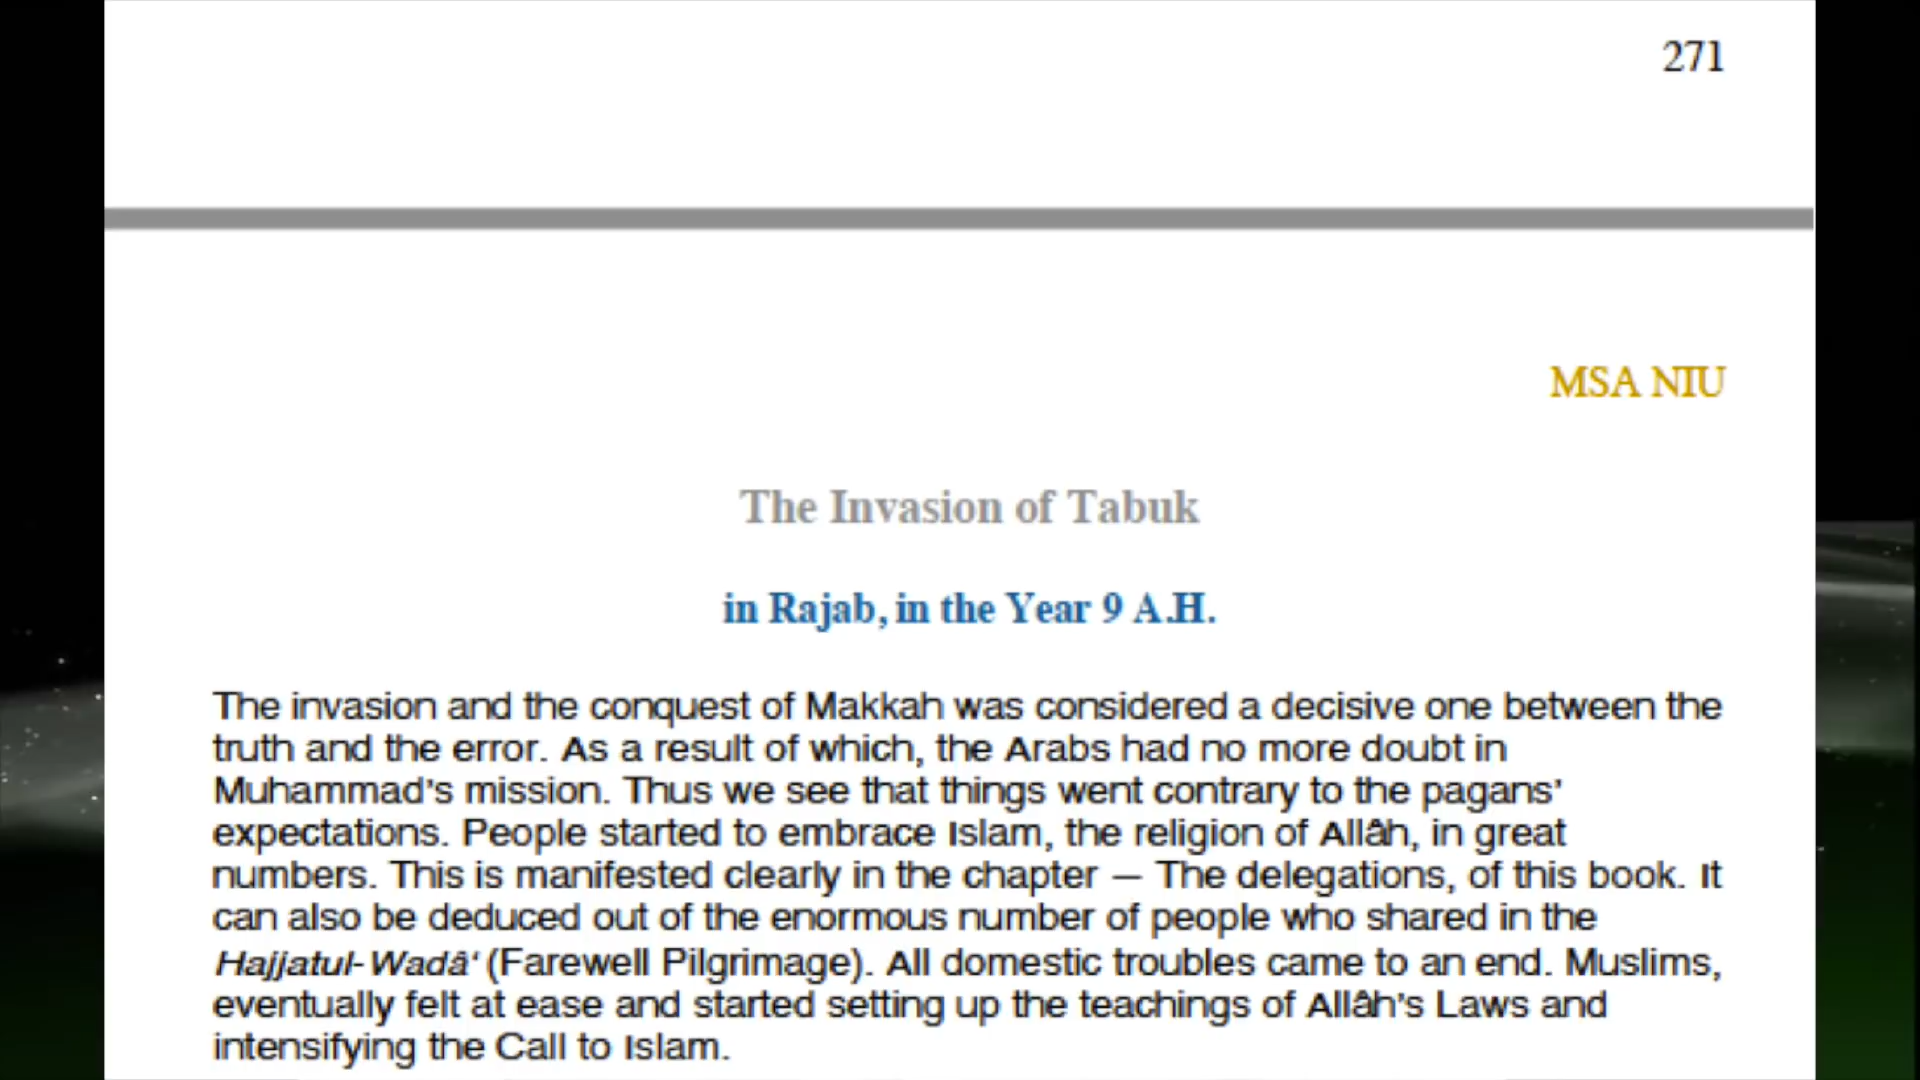 271
MSA NIU
The Invasion of Tabuk
in Rajab, in the Year 9 A.H.
The invasion and the conquest of Makkah was considered a decisive one between the
truth and the error. As a result of which, the Arabs had no more doubt in
Muhammad's mission. Thus we see that things went contrary to the pagans'
expectations. People started to embrace Islam, the religion of Allâh, in great
numbers. This is manifested clearly in the chapter — The delegations, of this book. It
can also be deduced out of the enormous number of people who shared in the
Hajjatul-Wadâ‘ (Farewell Pilgrimage). All domestic troubles came to an end. Muslims,
eventually felt at ease and started setting up the teachings of Allâh's Laws and
intensifying the Call to Islam.